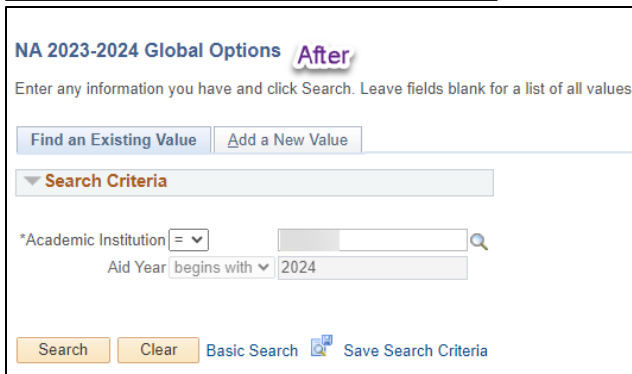 NA 2023-2024 Global Options After
Enter any information you have and click Search. Leave fields blank for a list of all values
Find an Existing Value Add a New Value
Search Criteria
*Academic Institution =
Aid Year begins with 2024
Search Clear Basic Search Save Search Criteria